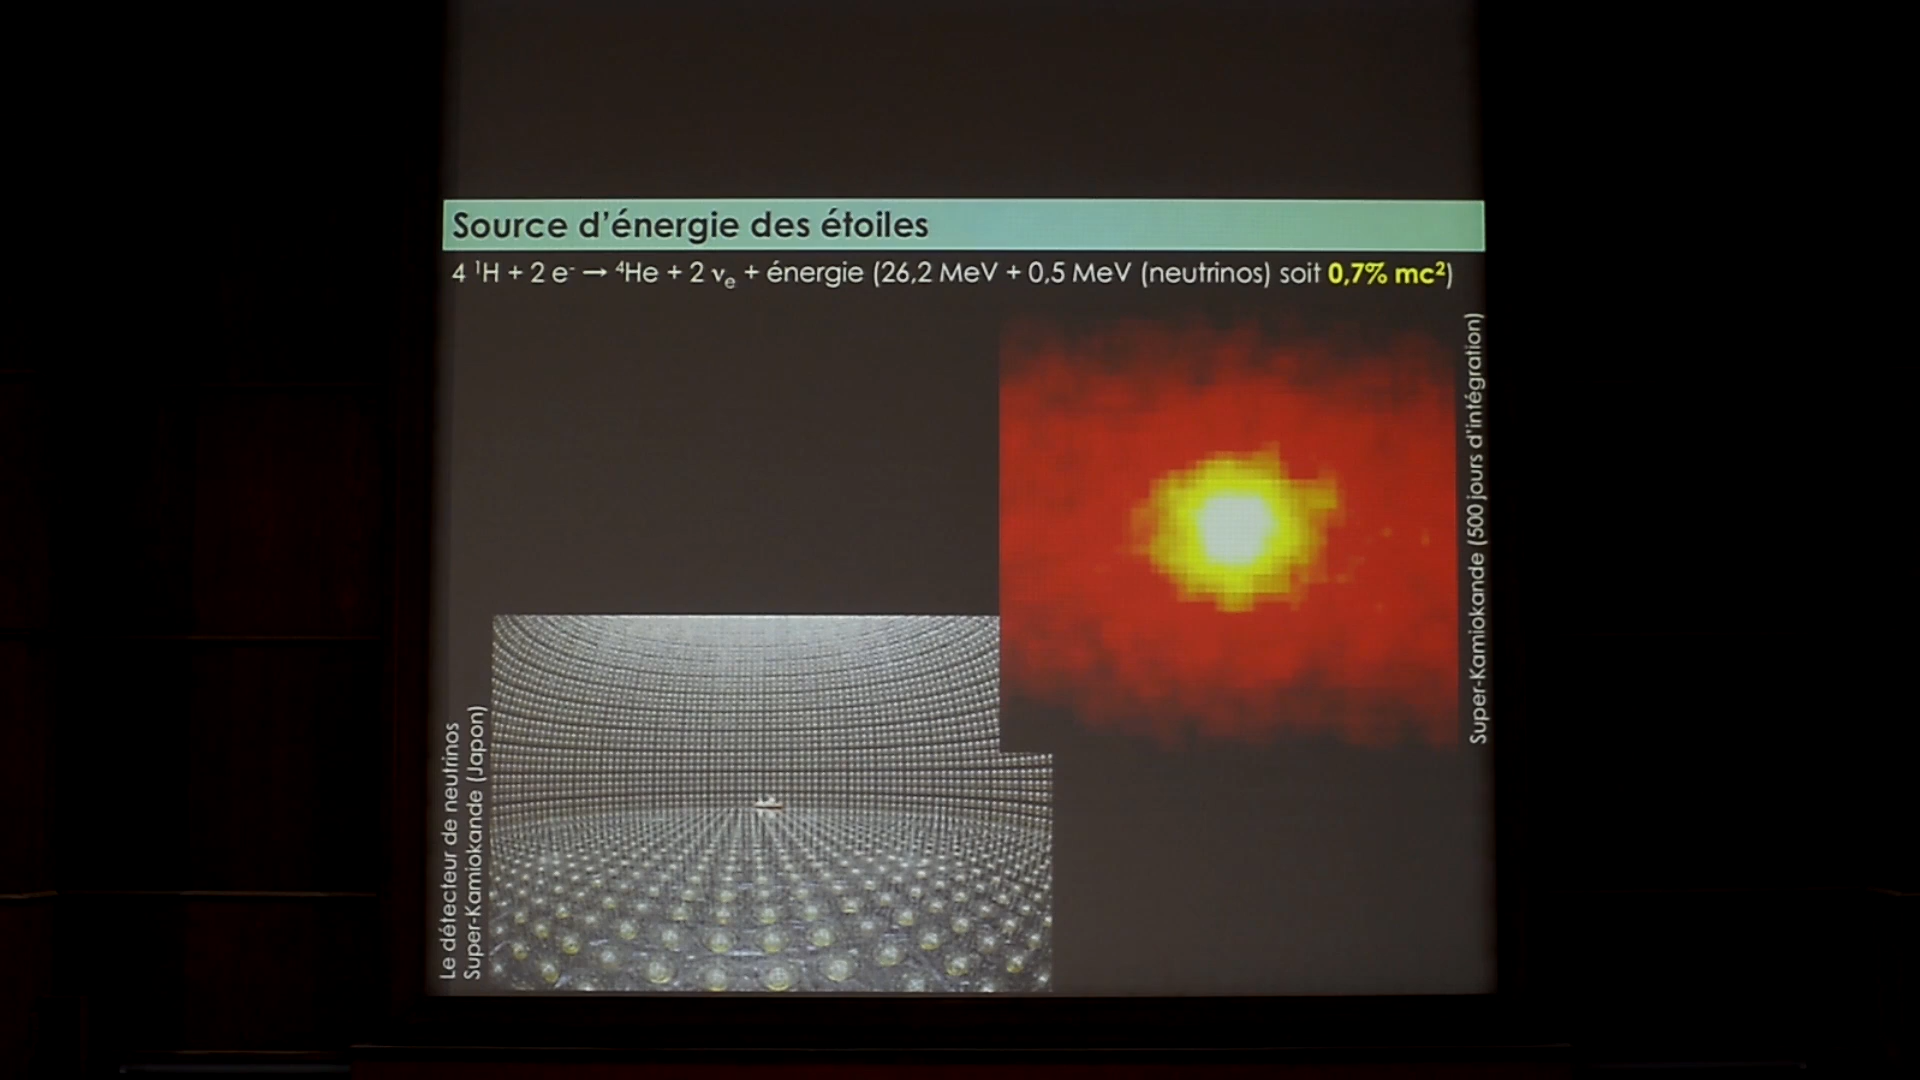 Source d'énergie des étoiles
4 ¹H + 2 e⁻ → ⁴He + 2 νₑ + énergie (26,2 MeV + 0,5 MeV (neutrinos) soit 0,7% mc²)
Super-Kamiokande (500 jours d'intégration)
Le détecteur de neutrinos
Super-Kamiokande (Japon)